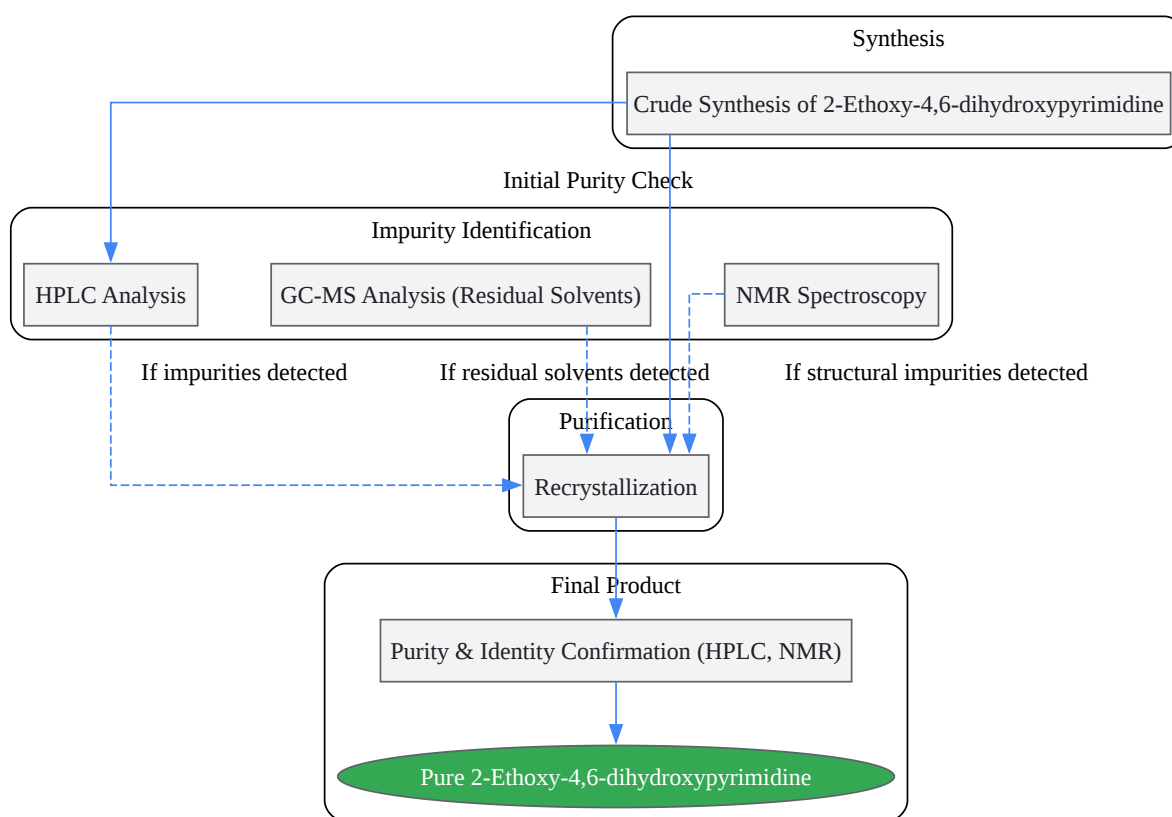 Synthesis
Crude Synthesis of 2-Ethoxy-4,6-dihydroxypyrimidine
Initial Purity Check
Impurity Identification
HPLC Analysis
GC-MS Analysis (Residual Solvents)
NMR Spectroscopy
If impurities detected
If residual solvents detected
If structural impurities detected
Purification
Recrystallization
Final Product
Purity & Identity Confirmation (HPLC, NMR)
Pure 2-Ethoxy-4,6-dihydroxypyrimidine